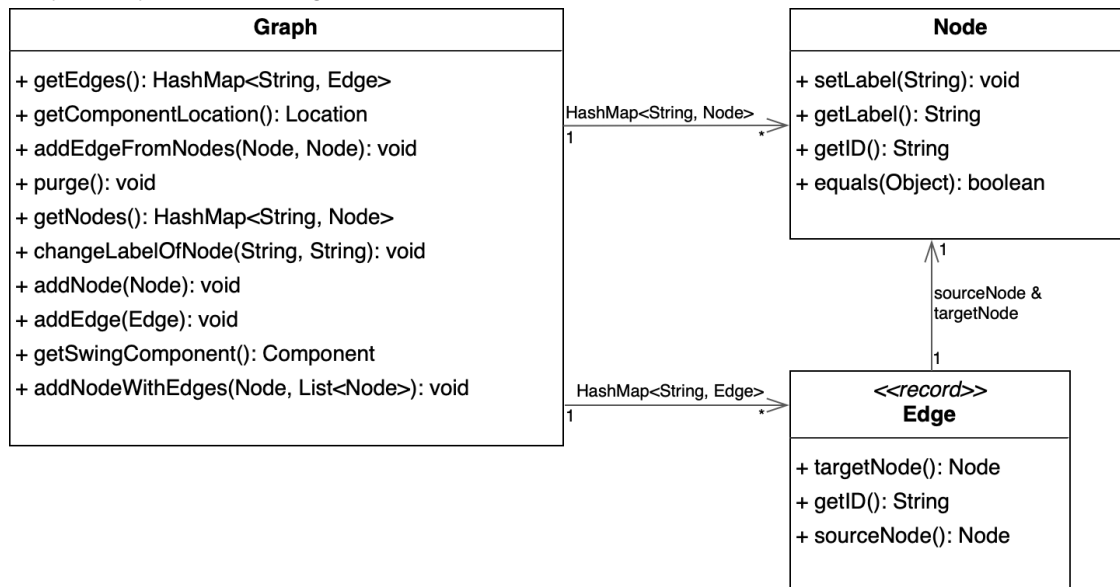 Graph
+ getEdges(): HashMap<String, Edge>
+ getComponentLocation(): Location
+ addEdgeFromNodes(Node, Node): void
+ purge(): void
+ getNodes(): HashMap<String, Node>
+ changeLabelOfNode(String, String): void
+ addNode(Node): void
+ addEdge(Edge): void
+ getSwingComponent(): Component
+ addNodeWithEdges(Node, List<Node>): void
HashMap<String, Node>
1 *
Node
+ setLabel(String): void
+ getLabel(): String
+ getID(): String
+ equals(Object): boolean
1
sourceNode &
targetNode
1
HashMap<String, Edge>
1 *
<<record>>
Edge
+ targetNode(): Node
+ getID(): String
+ sourceNode(): Node